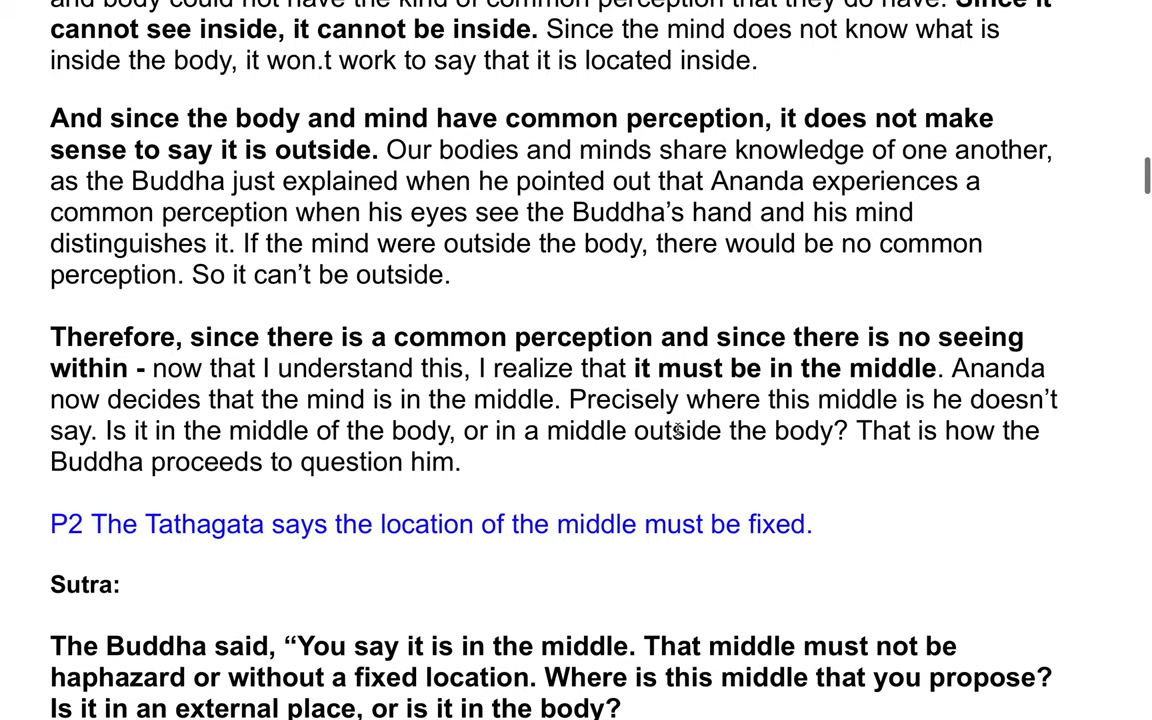 and body could not have the kind of common perception that they do have. Since it
cannot see inside, it cannot be inside. Since the mind does not know what is
inside the body, it won.t work to say that it is located inside.
And since the body and mind have common perception, it does not make
sense to say it is outside. Our bodies and minds share knowledge of one another,
as the Buddha just explained when he pointed out that Ananda experiences a
common perception when his eyes see the Buddha’s hand and his mind
distinguishes it. If the mind were outside the body, there would be no common
perception. So it can’t be outside.
Therefore, since there is a common perception and since there is no seeing
within - now that I understand this, I realize that it must be in the middle. Ananda
now decides that the mind is in the middle. Precisely where this middle is he doesn’t
say. Is it in the middle of the body, or in a middle outside the body? That is how the
Buddha proceeds to question him.
P2 The Tathagata says the location of the middle must be fixed.
Sutra:
The Buddha said, “You say it is in the middle. That middle must not be
haphazard or without a fixed location. Where is this middle that you propose?
Is it in an external place, or is it in the body?